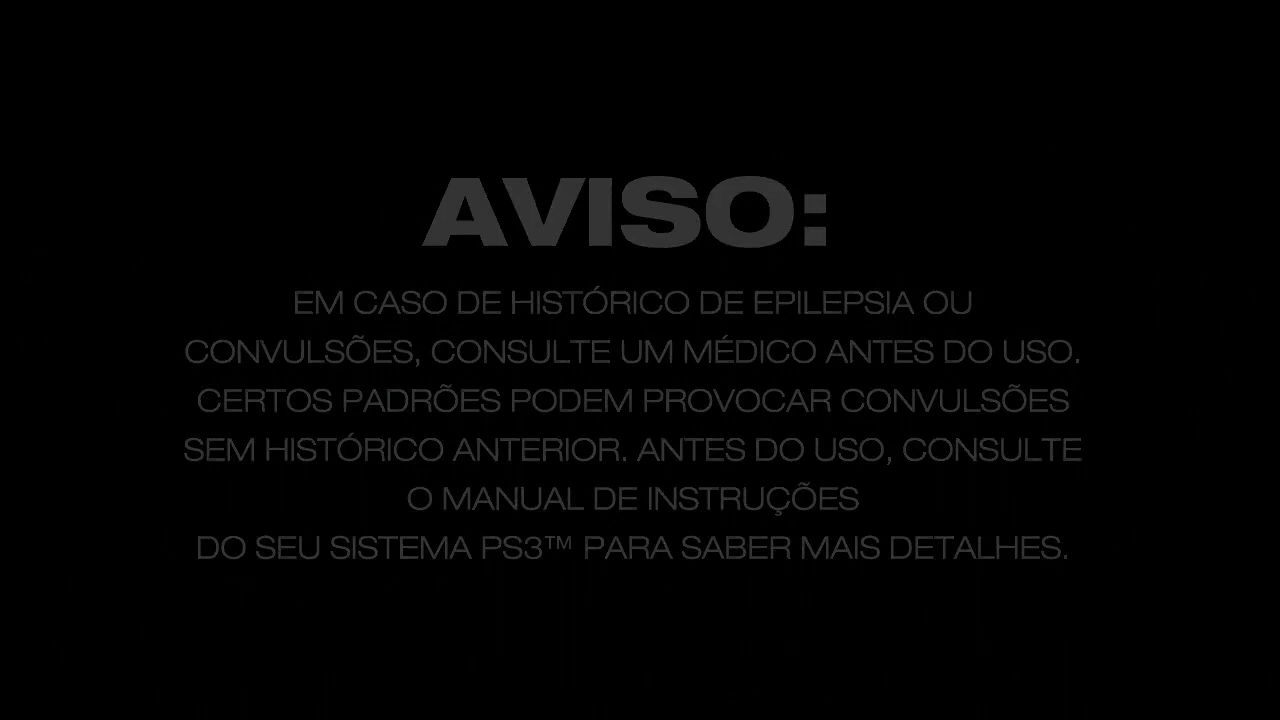 AVISO:
EM CASO DE HISTÓRICO DE EPILEPSIA OU
CONVULSÕES, CONSULTE UM MÉDICO ANTES DO USO.
CERTOS PADRÕES PODEM PROVOCAR CONVULSÕES
SEM HISTÓRICO ANTERIOR. ANTES DO USO, CONSULTE
O MANUAL DE INSTRUÇÕES
DO SEU SISTEMA PS3™ PARA SABER MAIS DETALHES.